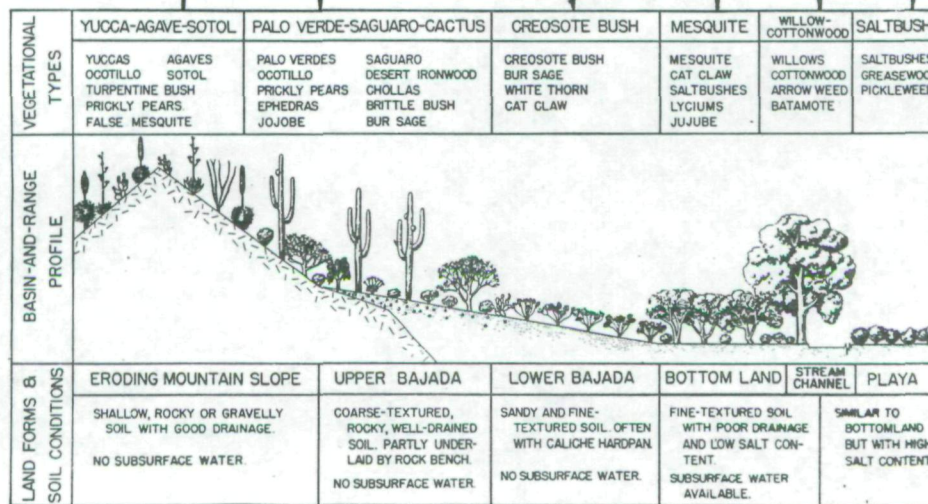 VEGETATIONAL
TYPES
YUCCA-AGAVE-SOTOL
YUCCAS AGAVES
OCOTILLO SOTOL
TURPENTINE BUSH
PRICKLY PEARS
FALSE MESQUITE
PALO VERDE-SAGUARO-CACTUS
PALO VERDES SAGUARO
OCOTILLO DESERT IRONWOOD
PRICKLY PEARS CHOLLAS
EPHEDRAS BRITTLE BUSH
JOJOBE BUR SAGE
CREOSOTE BUSH
CREOSOTE BUSH
BUR SAGE
WHITE THORN
CAT CLAW
MESQUITE
MESQUITE
CAT CLAW
SALTBUSHES
LYCIUMS
JUJUBE
WILLOW-
COTTONWOOD
WILLOWS
COTTONWOOD
ARROW WEED
BATAMOTE
SALTBUSH
SALTBUSHES
GREASEWOO
PICKLEWEED
BASIN-AND-RANGE
PROFILE
LAND FORMS &
SOIL CONDITIONS
ERODING MOUNTAIN SLOPE
SHALLOW, ROCKY OR GRAVELLY
SOIL WITH GOOD DRAINAGE.
NO SUBSURFACE WATER.
UPPER BAJADA
COARSE-TEXTURED,
ROCKY, WELL-DRAINED
SOIL. PARTLY UNDER-
LAID BY ROCK BENCH.
NO SUBSURFACE WATER.
LOWER BAJADA
SANDY AND FINE-
TEXTURED SOIL. OFTEN
WITH CALICHE HARDPAN.
NO SUBSURFACE WATER.
BOTTOM LAND
FINE-TEXTURED SOIL
WITH POOR DRAINAGE
AND LOW SALT CON-
TENT.
SUBSURFACE WATER
AVAILABLE.
STREAM
CHANNEL
PLAYA
SIMILAR TO
BOTTOMLAND
BUT WITH HIGH
SALT CONTENT